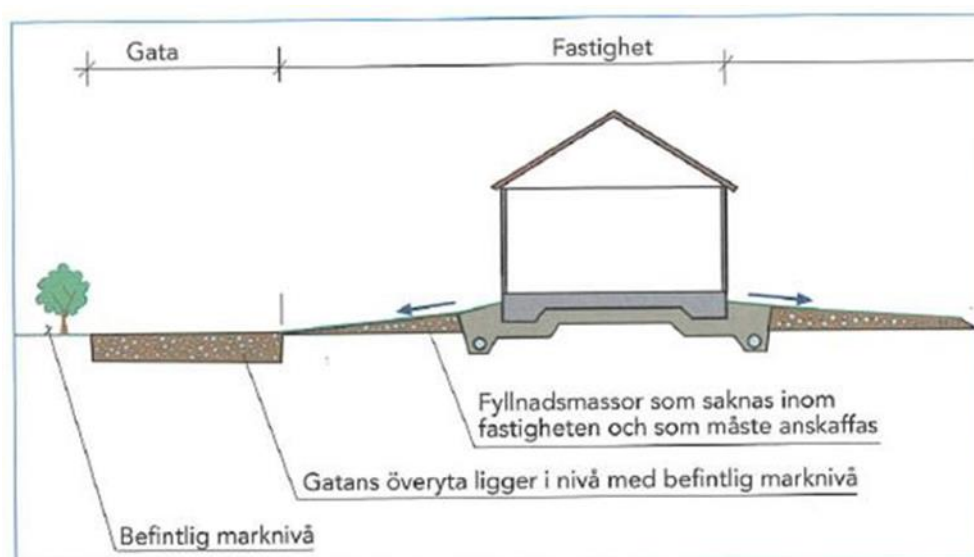 Gata
Fastighet
Fyllnadsmassor som saknas inom
fastigheten och som måste anskaffas
Gatans överyta ligger i nivå med befintlig marknivå
Befintlig marknivå